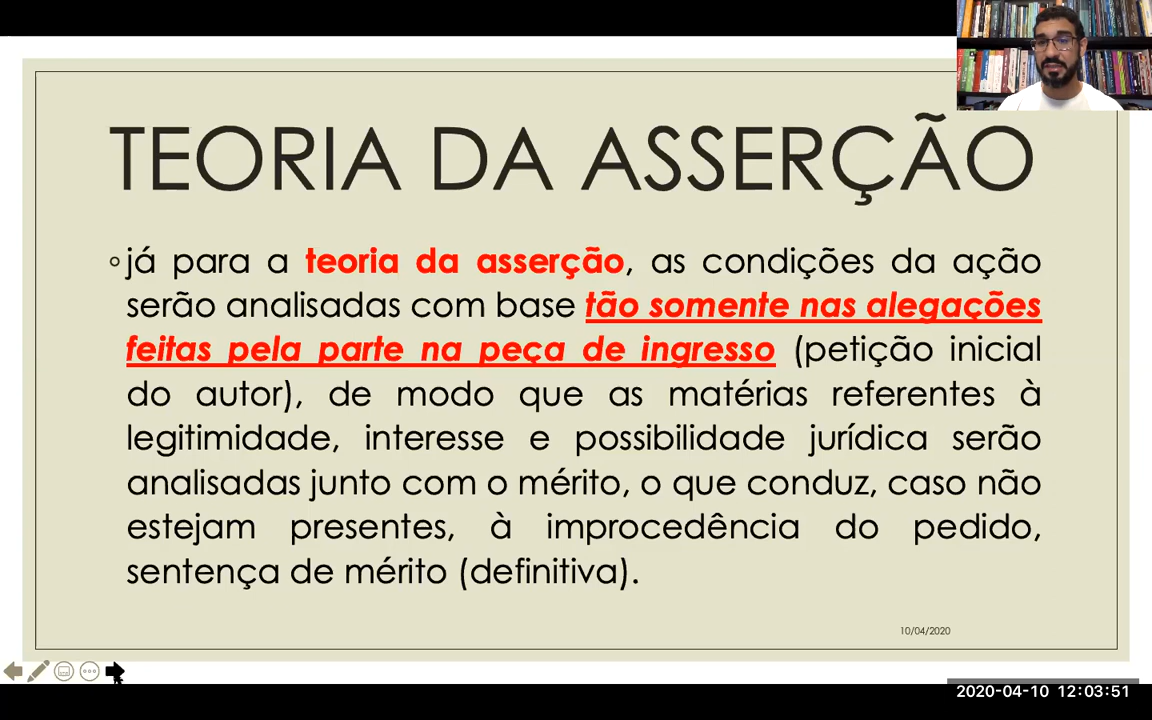 TEORIA DA ASSERÇÃO
◦já para a teoria da asserção, as condições da ação
serão analisadas com base tão somente nas alegações
feitas pela parte na peça de ingresso (petição inicial
do autor), de modo que as matérias referentes à
legitimidade, interesse e possibilidade jurídica serão
analisadas junto com o mérito, o que conduz, caso não
estejam presentes, à improcedência do pedido,
sentença de mérito (definitiva).
10/04/2020
2020-04-10 12:03:51